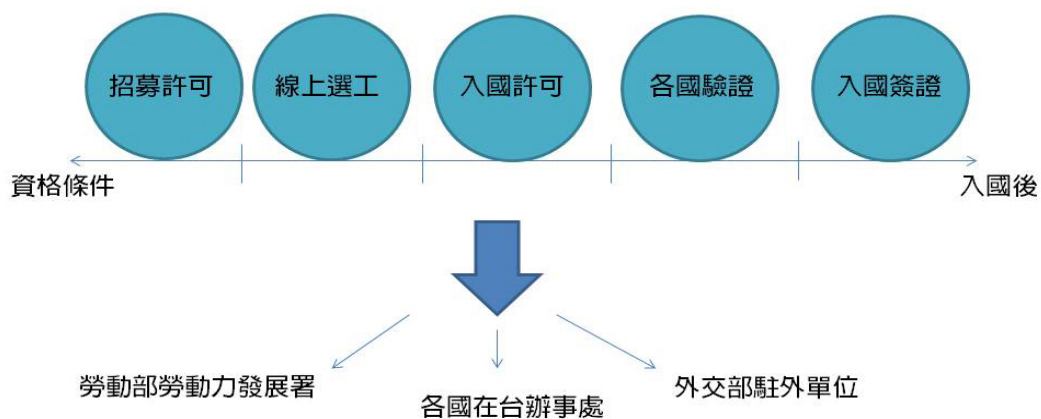 招募許可
線上選工
入國許可
各國驗證
入國簽證
資格條件
入國後
勞動部勞動力發展署
各國在台辦事處
外交部駐外單位